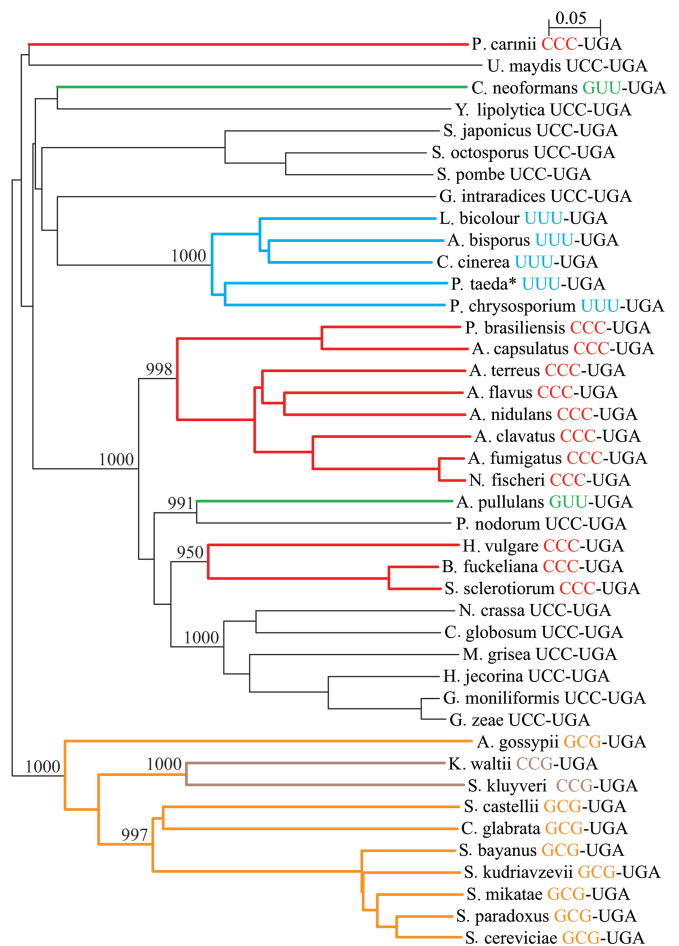 0.05
P. carinii CCC-UGA
U. maydis UCC-UGA
C. neoformans GUU-UGA
Y. lipolytica UCC-UGA
S. japonicus UCC-UGA
S. octosporus UCC-UGA
S. pombe UCC-UGA
G. intraradices UCC-UGA
L. bicolour UUU-UGA
A. bisporus UUU-UGA
1000
C. cinerea UUU-UGA
P. taeda* UUU-UGA
P. chrysosporium UUU-UGA
P. brasiliensis CCC-UGA
A. capsulatus CCC-UGA
998
A. terreus CCC-UGA
A. flavus CCC-UGA
A. nidulans CCC-UGA
A. clavatus CCC-UGA
1000
A. fumigatus CCC-UGA
N. fischeri CCC-UGA
991
A. pullulans GUU-UGA
P. nodorum UCC-UGA
950
H. vulgare CCC-UGA
B. fuckeliana CCC-UGA
S. sclerotiorum CCC-UGA
N. crassa UCC-UGA
1000
C. globosum UCC-UGA
M. grisea UCC-UGA
H. jecorina UCC-UGA
G. moniliformis UCC-UGA
G. zeae UCC-UGA
A. gossypii GCG-UGA
1000
1000
K. waltii CCG-UGA
S. kluyveri CCG-UGA
S. castellii GCG-UGA
997
C. glabrata GCG-UGA
S. bayanus GCG-UGA
S. kudriavzevii GCG-UGA
S. mikatae GCG-UGA
S. paradoxus GCG-UGA
S. cereviciae GCG-UGA